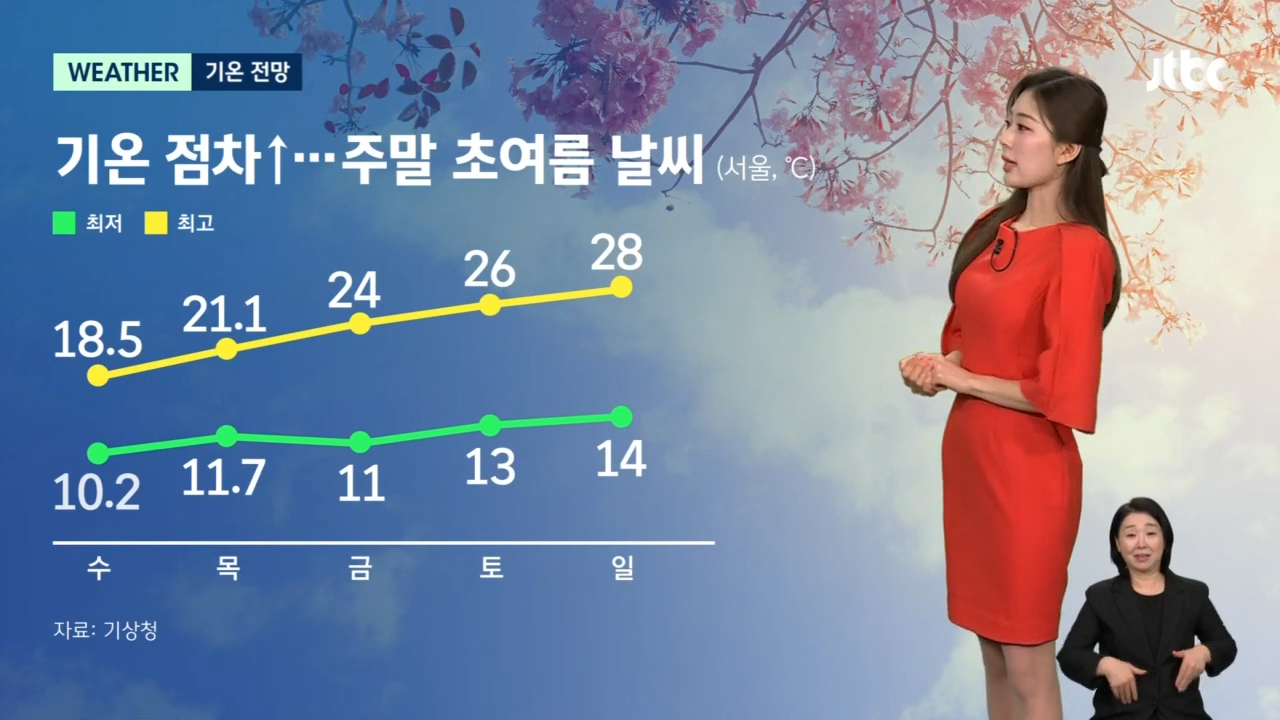 WEATHER 기온 전망
jtbc
기온 점차↑···주말 초여름 날씨 (서울, ℃)
최저 최고
18.5 21.1 24 26 28
10.2 11.7 11 13 14
수 목 금 토 일
자료: 기상청